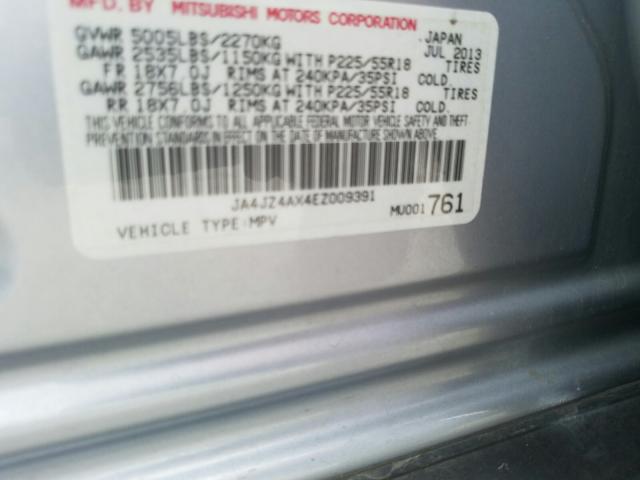 MFD. BY MITSUBISHI MOTORS CORPORATION
GVWR 5005LBS/2270KG JAPAN
GAWR 2535LBS/1150KG WITH P225/55R18 JUL 2013 TIRES
FR 18X7.0J RIMS AT 240KPA/35PSI COLD.
GAWR 2756LBS/1250KG WITH P225/55R18 TIRES
RR 18X7.0J RIMS AT 240KPA/35PSI COLD.
THIS VEHICLE CONFORMS TO ALL APPLICABLE FEDERAL MOTOR VEHICLE SAFETY AND THEFT
PREVENTION STANDARDS IN EFFECT ON THE DATE OF MANUFACTURE SHOWN ABOVE.
JA4JZ4AX4EZ009391
VEHICLE TYPE:MPV MU001761